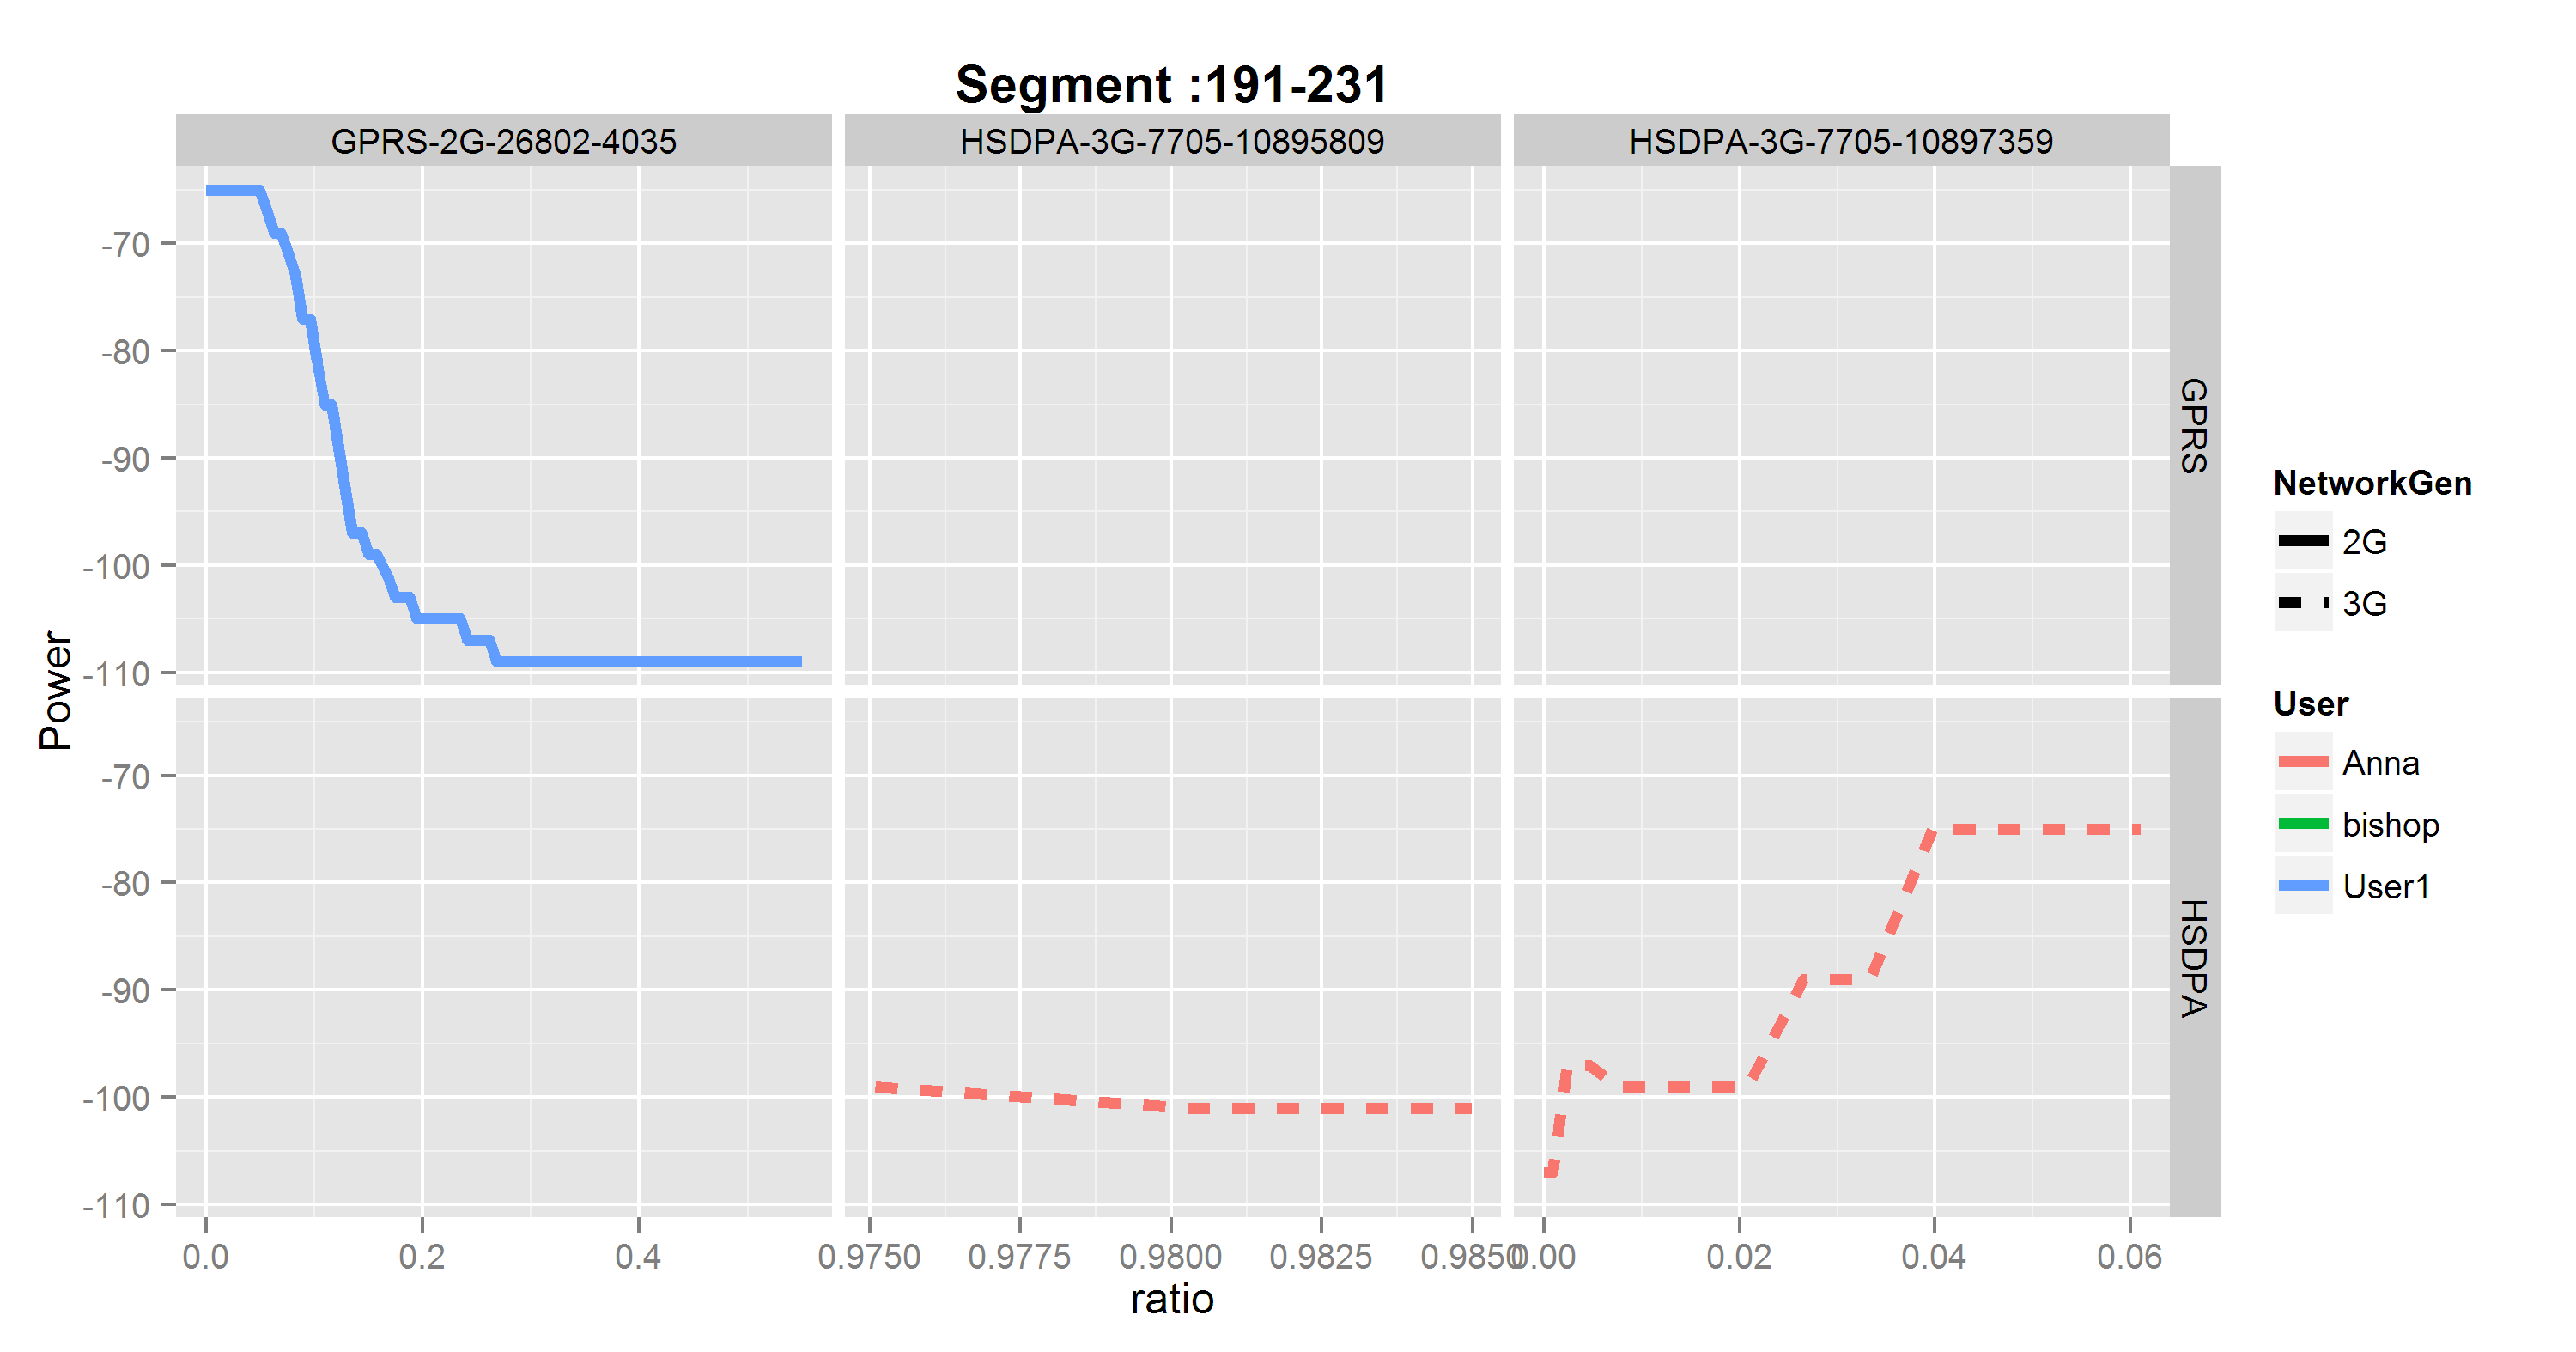 Segment :191-231
GPRS-2G-26802-4035
HSDPA-3G-7705-10895809
HSDPA-3G-7705-10897359
Power
-70
-80
-90
-100
-110
GPRS
-70
-80
-90
-100
-110
HSDPA
0.0 0.2 0.4
0.9750 0.9775 0.9800 0.9825 0.9850
0.00 0.02 0.04 0.06
ratio
NetworkGen
2G
3G
User
Anna
bishop
User1